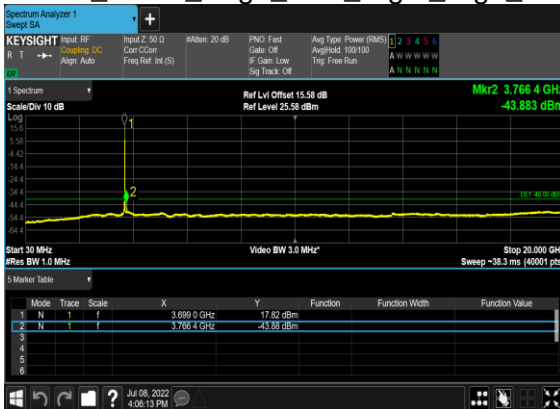 Spectrum Analyzer 1
Swept SA
KEYSIGHT
R T
Input: RF
Coupling: DC
Align: Auto
Input Z: 50 Ω
Corr CCorr
Freq Ref: Int (S)
#Atten: 20 dB
PNO: Fast
Gate: Off
IF Gain: Low
Sig Track: Off
Avg Type: Power (RMS)
Avg|Hold: 100/100
Trig: Free Run
1 2 3 4 5 6
A W W W W W
A N N N N N
1 Spectrum
Scale/Div 10 dB
Ref Lvl Offset 15.58 dB
Ref Level 25.58 dBm
Mkr2 3.766 4 GHz
-43.883 dBm
Log
15.6
5.58
-4.42
-14.4
-24.4
-34.4
-44.4
-54.4
-64.4
1
2
DL1 -40.00 dBm
Start 30 MHz
#Res BW 1.0 MHz
Video BW 3.0 MHz*
Stop 20.000 GHz
Sweep ~38.3 ms (40001 pts)
5 Marker Table
Mode Trace Scale X Y Function Function Width Function Value
1 N 1 f 3.699 0 GHz 17.82 dBm
2 N 1 f 3.766 4 GHz -43.88 dBm
3
4
5
6
Jul 08, 2022
4:06:13 PM